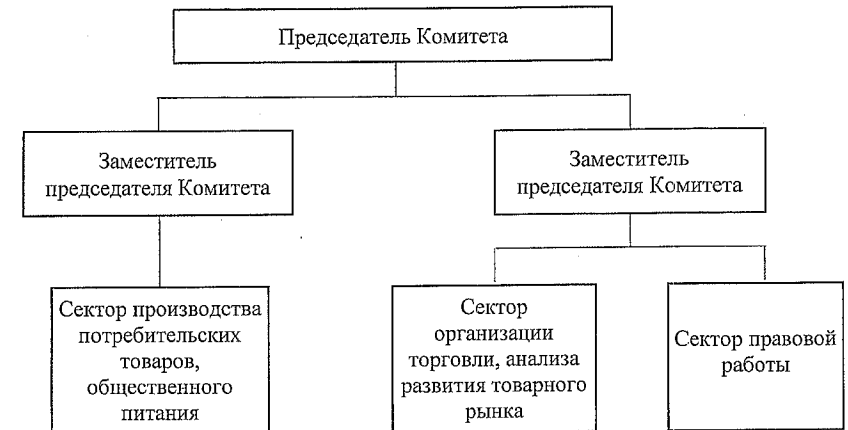 Председатель Комитета
Заместитель
председателя Комитета
Заместитель
председателя Комитета
Сектор производства
потребительских
товаров,
общественного
питания
Сектор
организации
торговли, анализа
развития товарного
рынка
Сектор правовой
работы